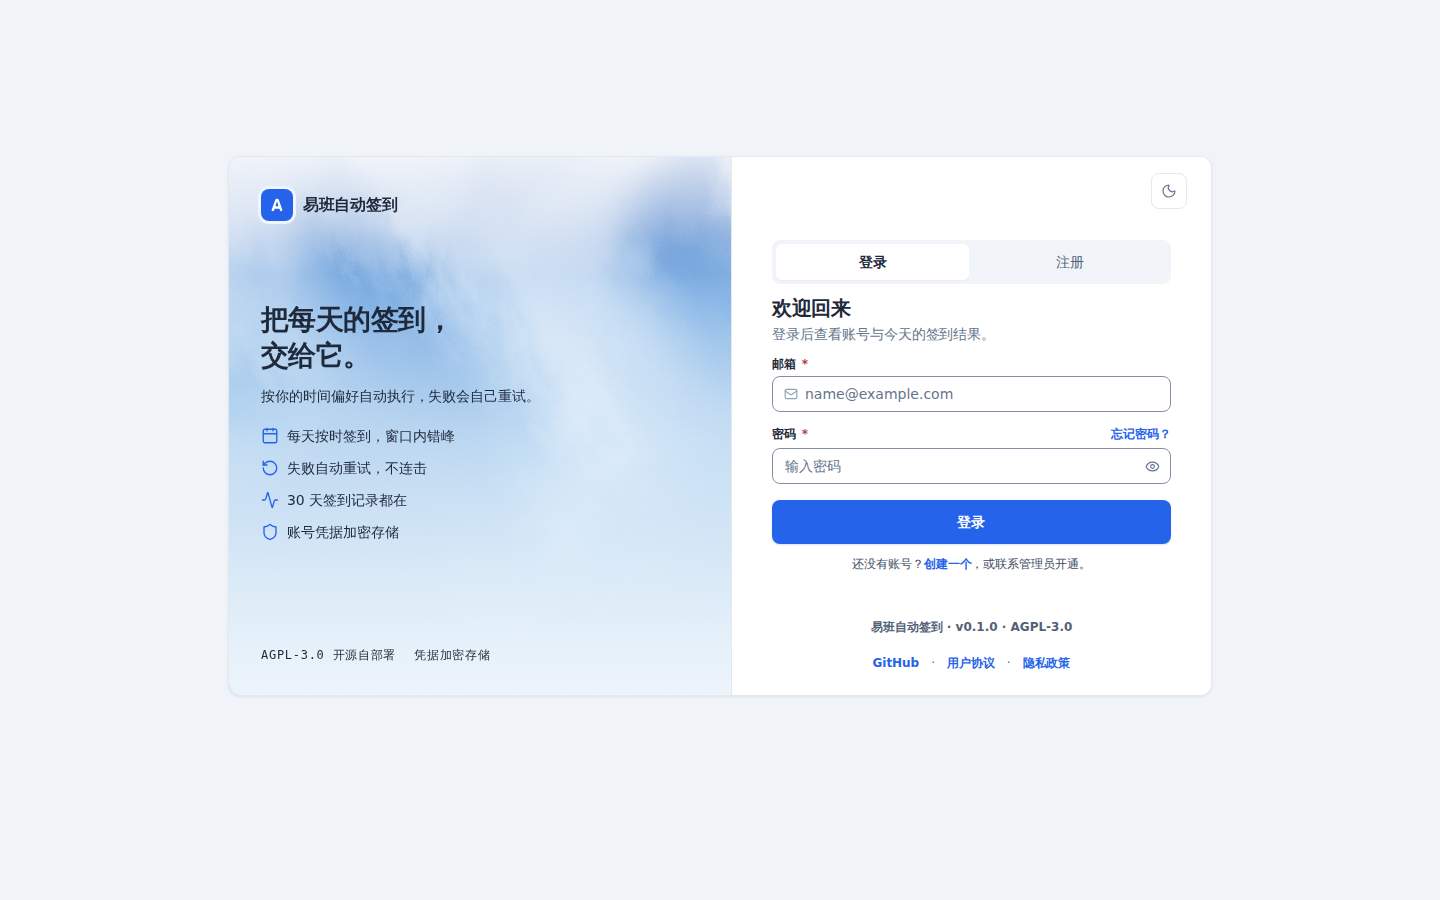 A 易班自动签到
把每天的签到，
交给它。
按你的时间偏好自动执行，失败会自己重试。
每天按时签到，窗口内错峰
失败自动重试，不连击
30 天签到记录都在
账号凭据加密存储
AGPL-3.0 开源自部署 凭据加密存储
登录 注册
欢迎回来
登录后查看账号与今天的签到结果。
邮箱 *
name@example.com
密码 * 忘记密码？
输入密码
登录
还没有账号？创建一个，或联系管理员开通。
易班自动签到 · v0.1.0 · AGPL-3.0
GitHub · 用户协议 · 隐私政策